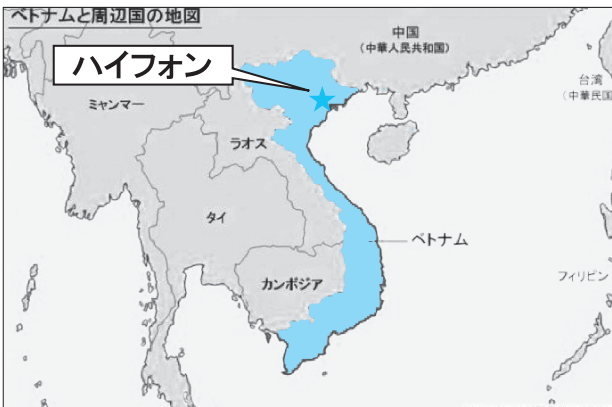 ベトナムと周辺国の地図
中国
(中華人民共和国)
ハイフォン
台湾
(中華民国
ミャンマー
ラオス
タイ
ベトナム
カンボジア
フィリピン